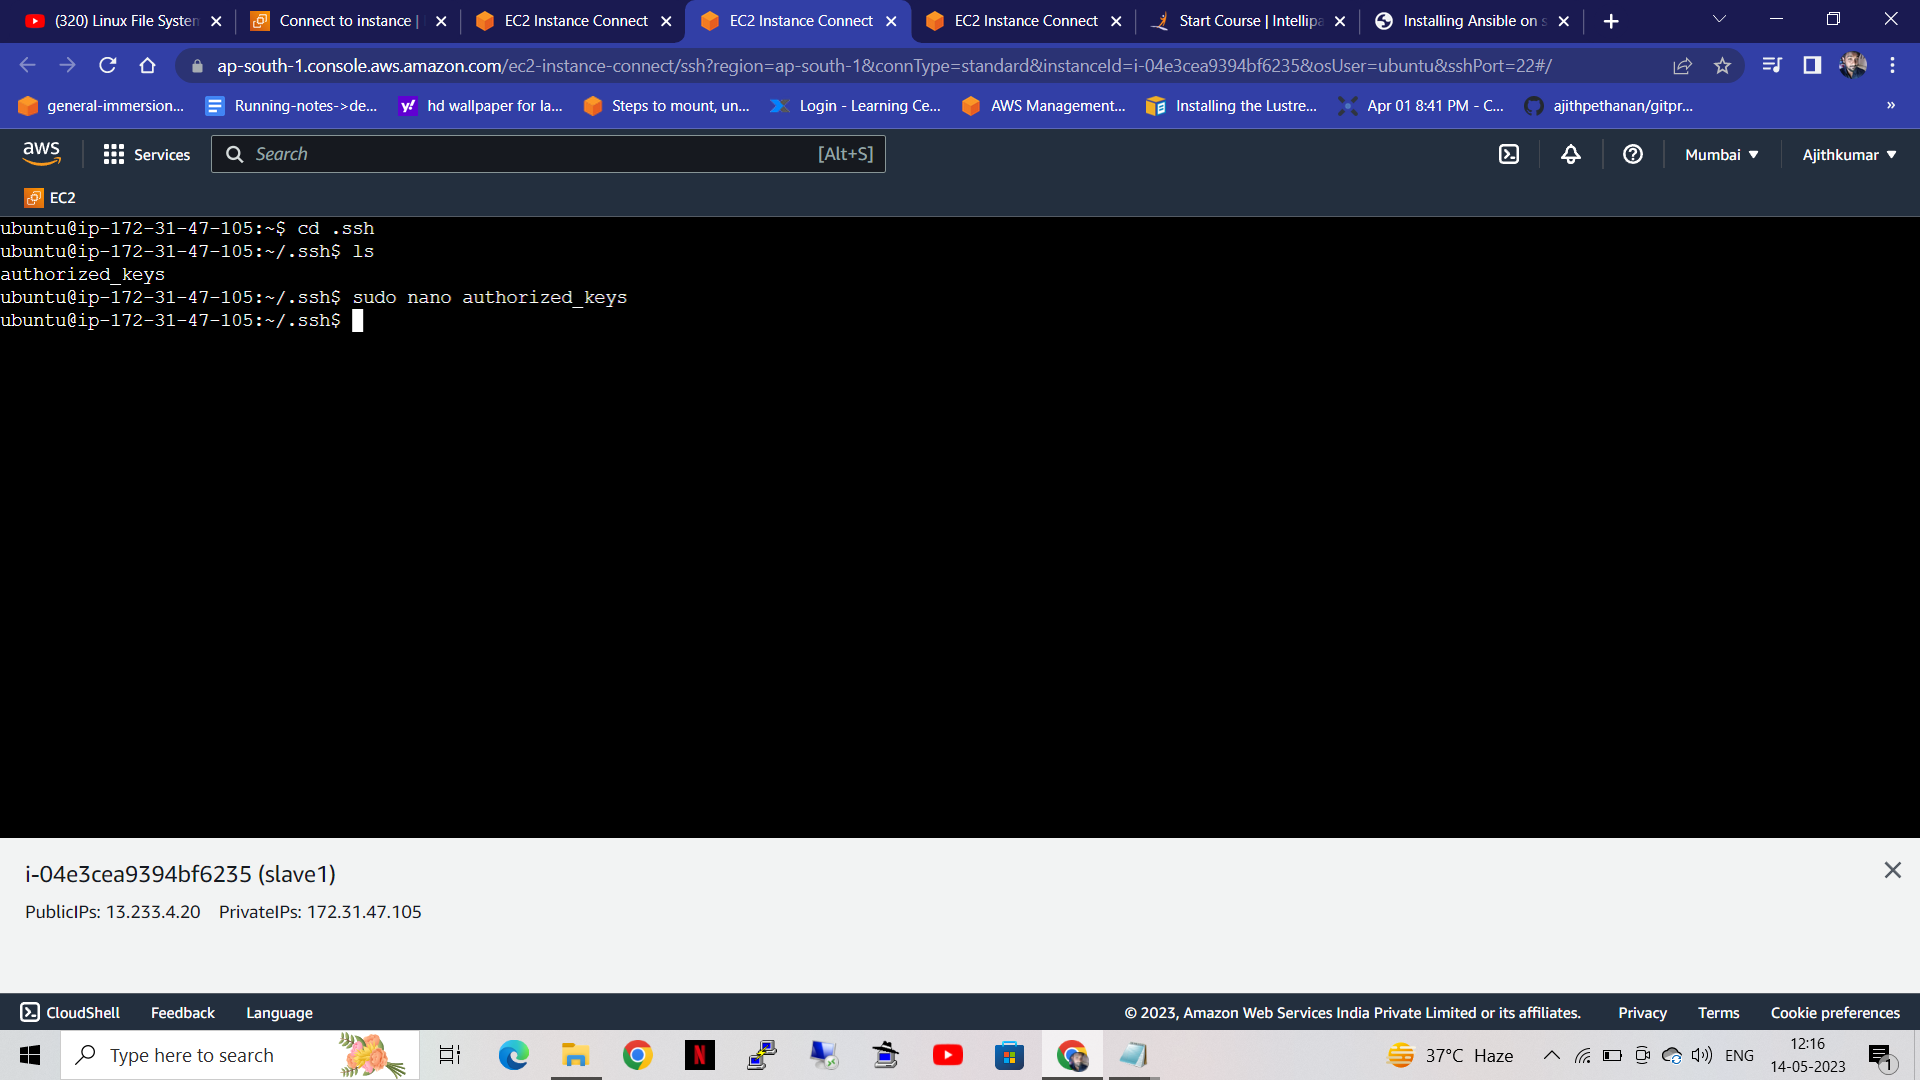 (320) Linux File System
Connect to instance |
EC2 Instance Connect
EC2 Instance Connect
EC2 Instance Connect
Start Course | Intellipa
Installing Ansible on s
ap-south-1.console.aws.amazon.com/ec2-instance-connect/ssh?region=ap-south-1&connType=standard&instanceId=i-04e3cea9394bf6235&osUser=ubuntu&sshPort=22#/
general-immersion...
Running-notes->de...
hd wallpaper for la...
Steps to mount, un...
Login - Learning Ce...
AWS Management...
Installing the Lustre...
Apr 01 8:41 PM - C...
ajithpethanan/gitpr...
»
aws
Services
Search
[Alt+S]
Mumbai
Ajithkumar
EC2
ubuntu@ip-172-31-47-105:~$ cd .ssh
ubuntu@ip-172-31-47-105:~/.ssh$ ls
authorized_keys
ubuntu@ip-172-31-47-105:~/.ssh$ sudo nano authorized_keys
ubuntu@ip-172-31-47-105:~/.ssh$
i-04e3cea9394bf6235 (slave1)
PublicIPs: 13.233.4.20 PrivateIPs: 172.31.47.105
CloudShell
Feedback
Language
© 2023, Amazon Web Services India Private Limited or its affiliates.
Privacy
Terms
Cookie preferences
Type here to search
37°C Haze
ENG
12:16
14-05-2023
1